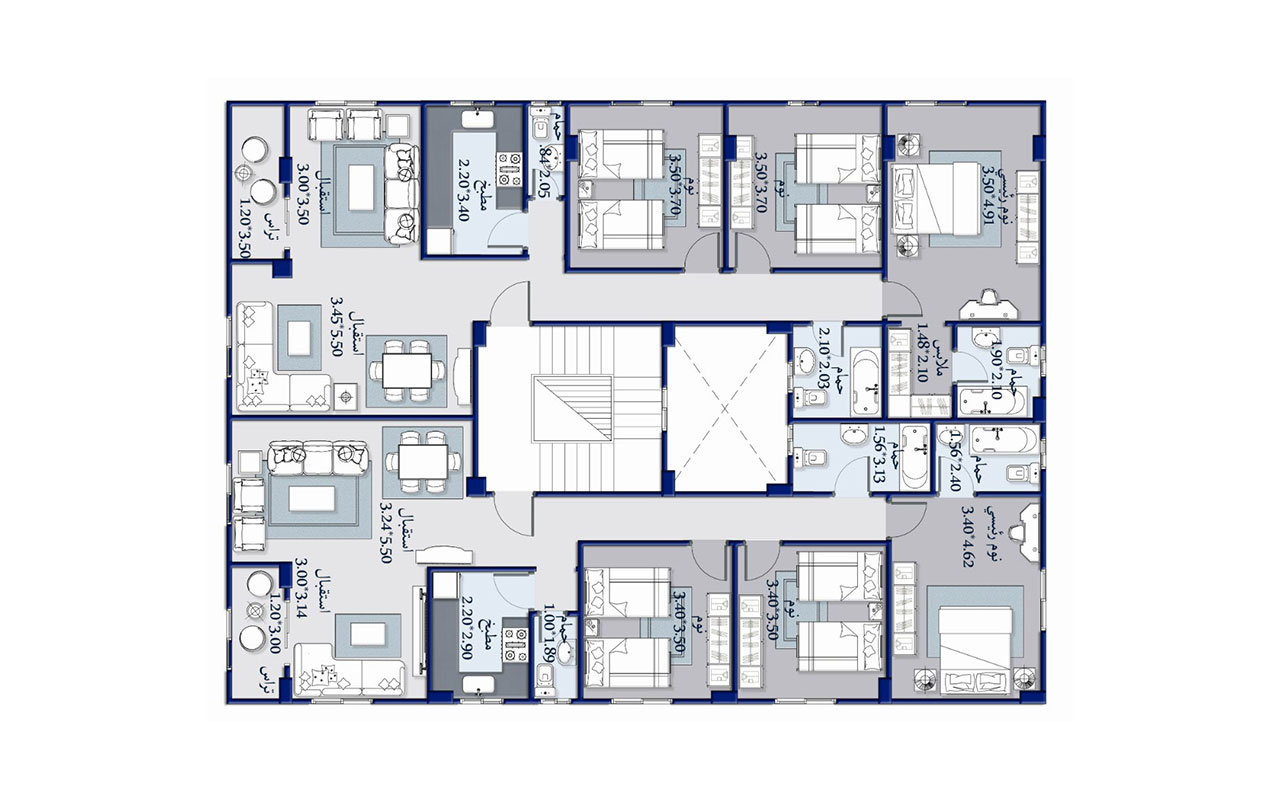 تراس
1.20*3.50
استقبال
3.00*3.50
استقبال
3.45*5.50
مطبخ
2.20*3.40
حمام
.84*2.05
نوم
3.50*3.70
نوم
3.50*3.70
نوم رئيسي
3.50*4.91
حمام
2.10*2.03
ملابس
1.48*2.10
حمام
1.90*2.10
حمام
1.56*3.13
حمام
1.56*2.40
استقبال
3.24*5.50
استقبال
3.00*3.14
تراس
1.20*3.00
مطبخ
2.20*2.90
حمام
1.00*1.89
نوم
3.40*3.50
نوم
3.40*3.50
نوم رئيسي
3.40*4.62